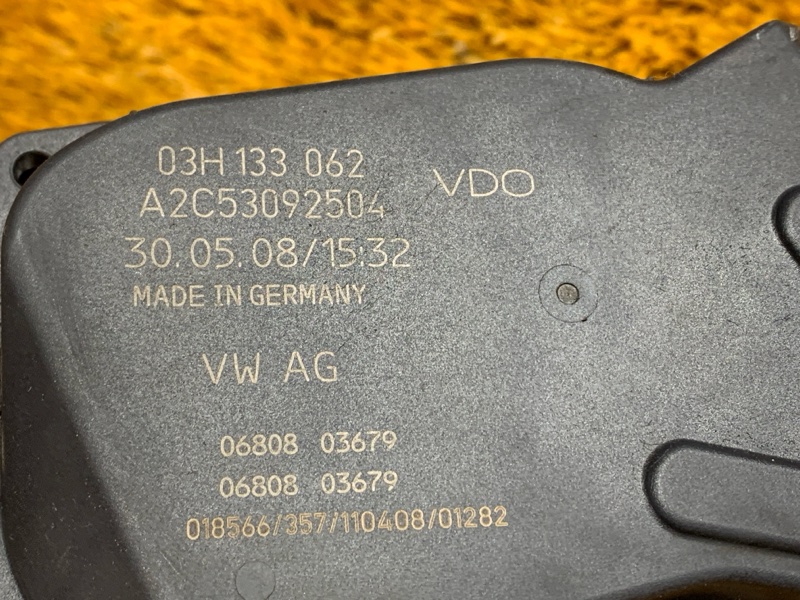 03H 133 062
VDO
A2C53092504
30.05.08/15:32
MADE IN GERMANY
VW AG
06808 03679
06808 03679
018566/357/110408/01282